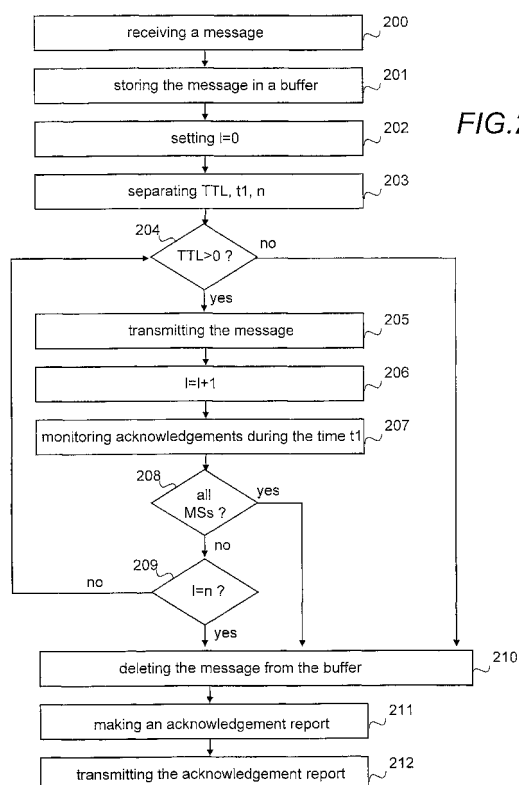 receiving a message
200
storing the message in a buffer
201
FIG.2
setting I=0
202
separating TTL, t1, n
203
204
TTL>0 ?
no
yes
transmitting the message
205
I=I+1
206
monitoring acknowledgements during the time t1
207
208
all
MSs ?
yes
no
209
I=n ?
no
yes
deleting the message from the buffer
210
making an acknowledgement report
211
transmitting the acknowledgement report
212